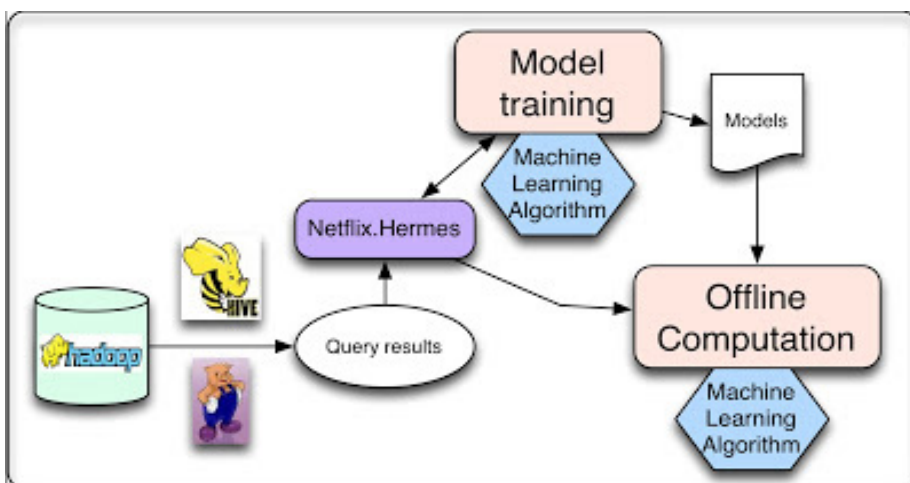 Model
training
Models
Machine
Learning
Algorithm
Netflix.Hermes
HIVE
hadoop
Query results
Offline
Computation
Machine
Learning
Algorithm